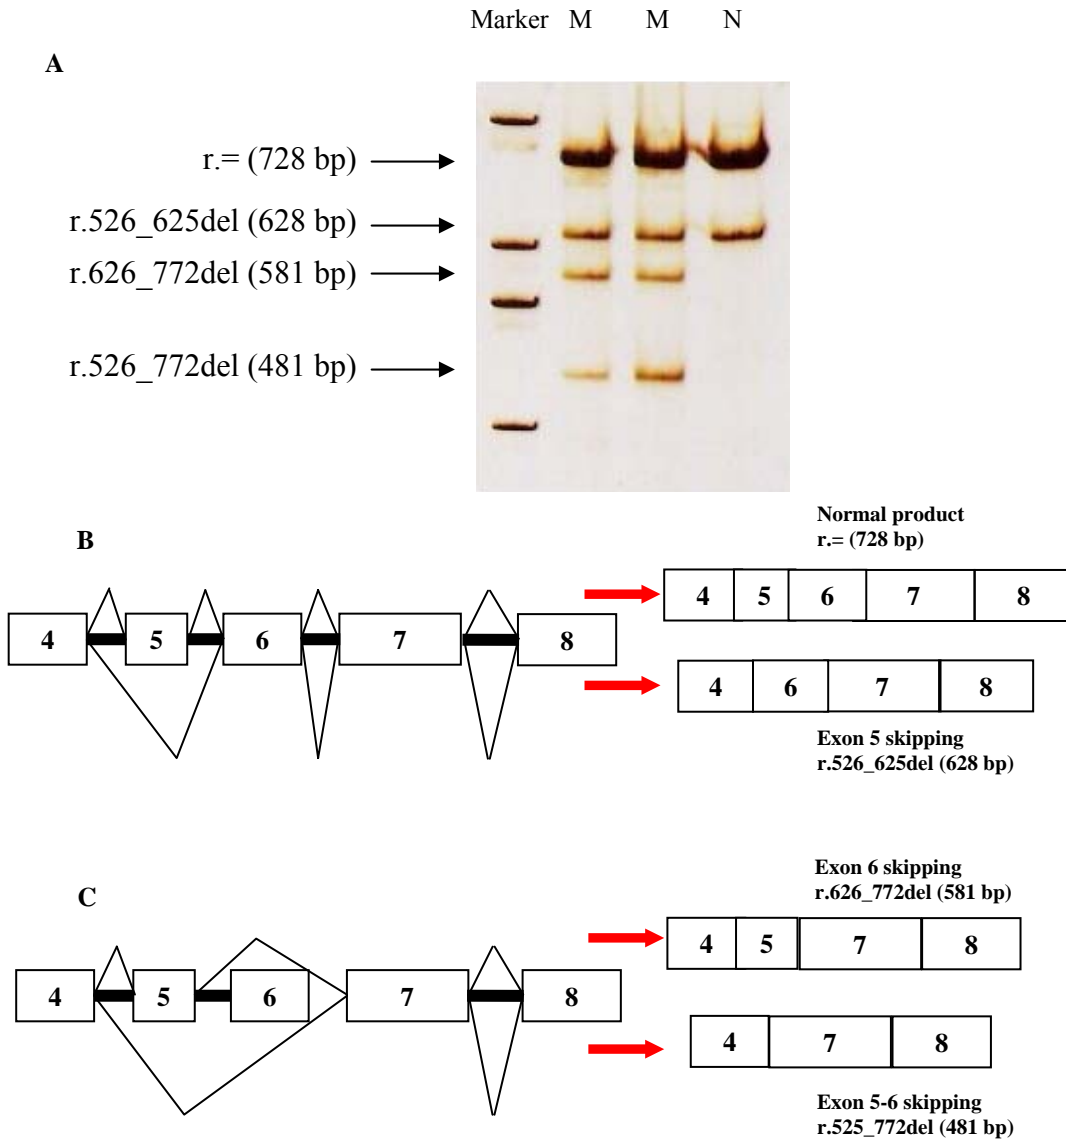 Marker M M N
A
r.= (728 bp)
r.526_625del (628 bp)
r.626_772del (581 bp)
r.526_772del (481 bp)
B
Normal product
r.= (728 bp)
4 5 6 7 8
4 5 6 7 8
4 6 7 8
Exon 5 skipping
r.526_625del (628 bp)
C
Exon 6 skipping
r.626_772del (581 bp)
4 5 7 8
4 5 6 7 8
4 7 8
Exon 5-6 skipping
r.525_772del (481 bp)